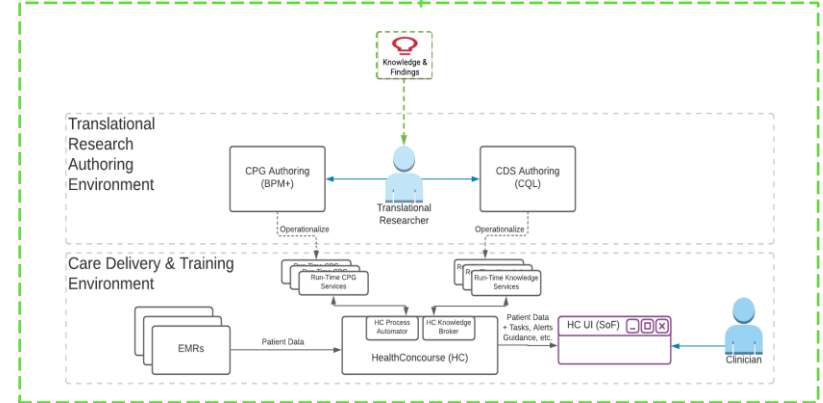 Knowledge &
Findings
Translational
Research
Authoring
Environment
CPG Authoring
(BPM+)
CDS Authoring
(CQL)
Translational
Researcher
Operationalize
Operationalize
Care Delivery & Training
Environment
Run-Time CPG
Services
Run-Time Knowledge
Services
HC Process
Automator
HC Knowledge
Broker
HealthConcourse (HC)
EMRs
Patient Data
Patient Data
+ Tasks, Alerts
Guidance, etc.
HC UI (SoF)
Clinician